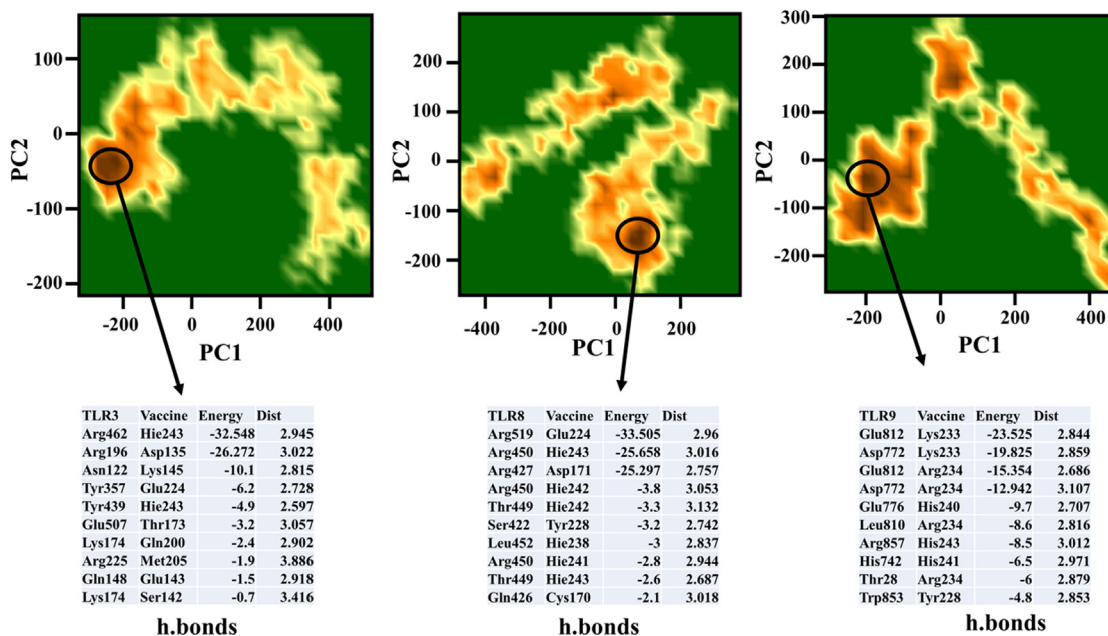 100
0
-100
-200
PC2
-200 0 200 400
PC1
200
100
0
-100
-200
PC2
-400 -200 0 200
PC1
300
200
100
0
-100
-200
PC2
-200 0 200 400
PC1
TLR3 Vaccine Energy Dist
Arg462 Hie243 -32.548 2.945
Arg196 Asp135 -26.272 3.022
Asn122 Lys145 -10.1 2.815
Tyr357 Glu224 -6.2 2.728
Tyr439 Hie243 -4.9 2.597
Glu507 Thr173 -3.2 3.057
Lys174 Gln200 -2.4 2.902
Arg225 Met205 -1.9 3.886
Gln148 Glu143 -1.5 2.918
Lys174 Ser142 -0.7 3.416
h.bonds
TLR8 Vaccine Energy Dist
Arg519 Glu224 -33.505 2.96
Arg450 Hie243 -25.658 3.016
Arg427 Asp171 -25.297 2.757
Arg450 Hie242 -3.8 3.053
Thr449 Hie242 -3.3 3.132
Ser422 Tyr228 -3.2 2.742
Leu452 Hie238 -3 2.837
Arg450 Hie241 -2.8 2.944
Thr449 Hie243 -2.6 2.687
Gln426 Cys170 -2.1 3.018
h.bonds
TLR9 Vaccine Energy Dist
Glu812 Lys233 -23.525 2.844
Asp772 Lys233 -19.825 2.859
Glu812 Arg234 -15.354 2.686
Asp772 Arg234 -12.942 3.107
Glu776 His240 -9.7 2.707
Leu810 Arg234 -8.6 2.816
Arg857 His243 -8.5 3.012
His742 His241 -6.5 2.971
Thr28 Arg234 -6 2.879
Trp853 Tyr228 -4.8 2.853
h.bonds